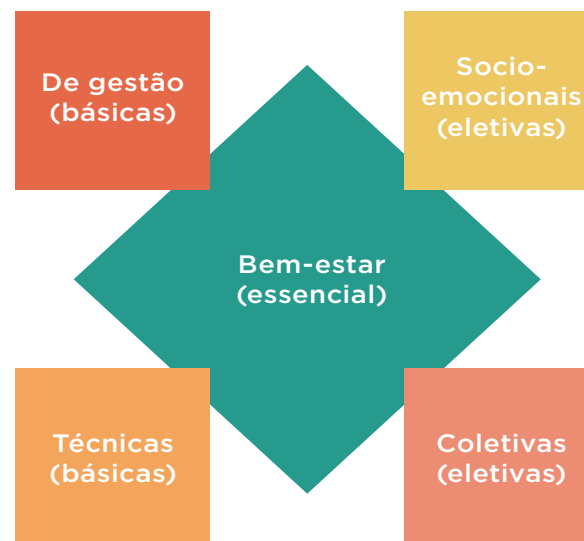 De gestão
(básicas)
Socio-
emocionais
(eletivas)
Bem-estar
(essencial)
Técnicas
(básicas)
Coletivas
(eletivas)